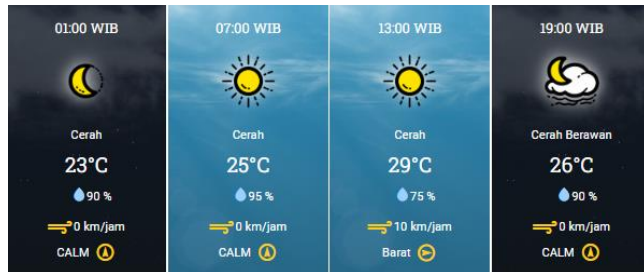 01:00 WIB
Cerah
23°C
90 %
0 km/jam
CALM
07:00 WIB
Cerah
25°C
95 %
0 km/jam
CALM
13:00 WIB
Cerah
29°C
75 %
10 km/jam
Barat
19:00 WIB
Cerah Berawan
26°C
90 %
0 km/jam
CALM